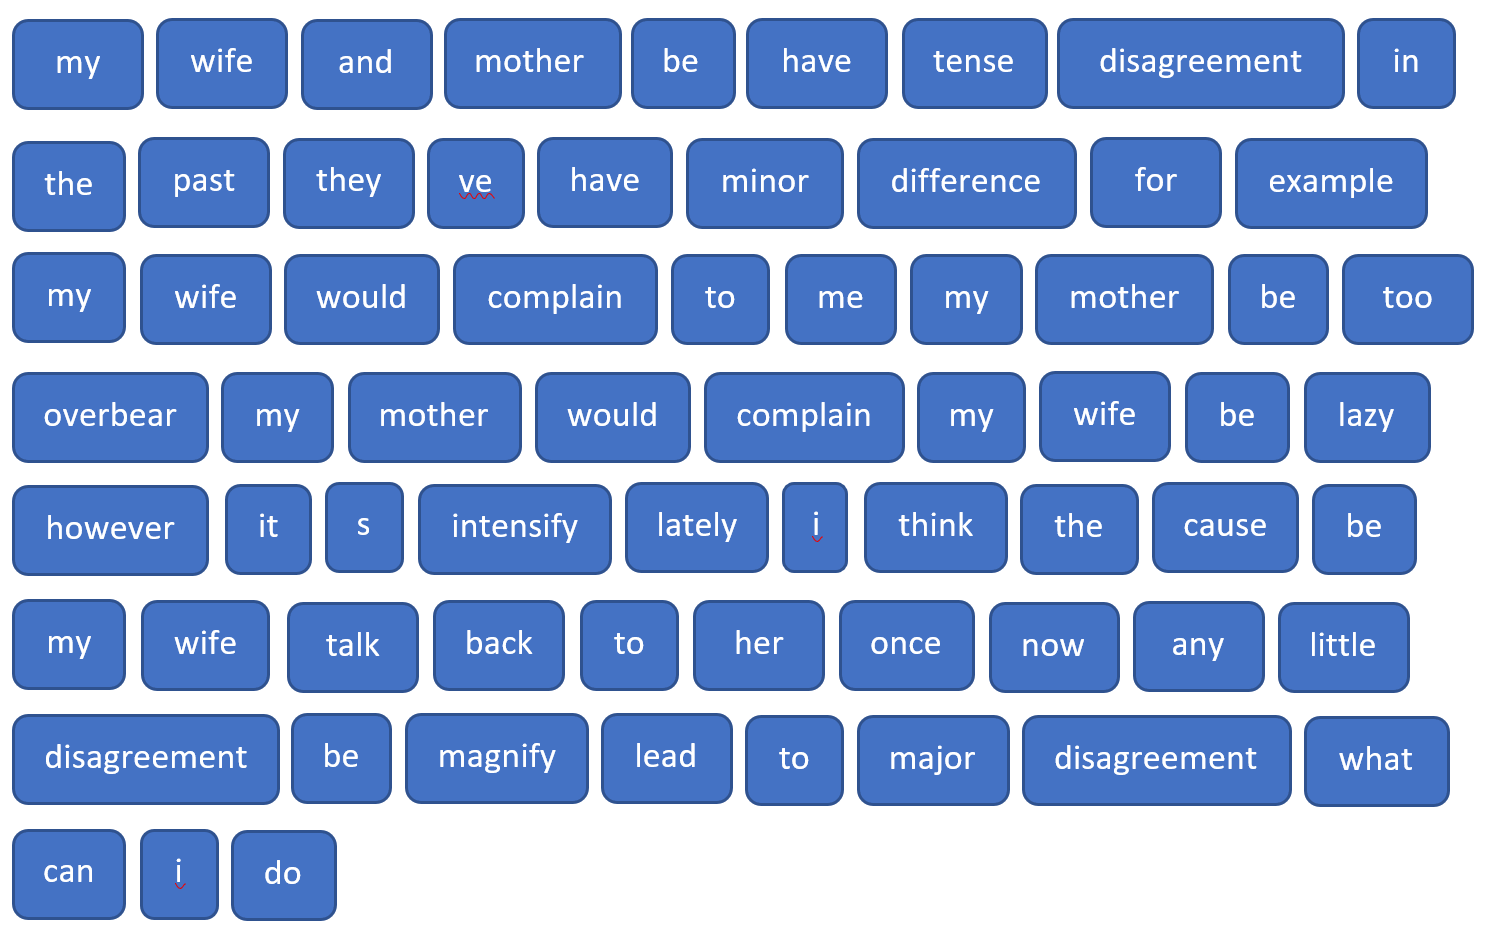 my wife and mother be have tense disagreement in
the past they ve have minor difference for example
my wife would complain to me my mother be too
overbear my mother would complain my wife be lazy
however it s intensify lately i think the cause be
my wife talk back to her once now any little
disagreement be magnify lead to major disagreement what
can i do